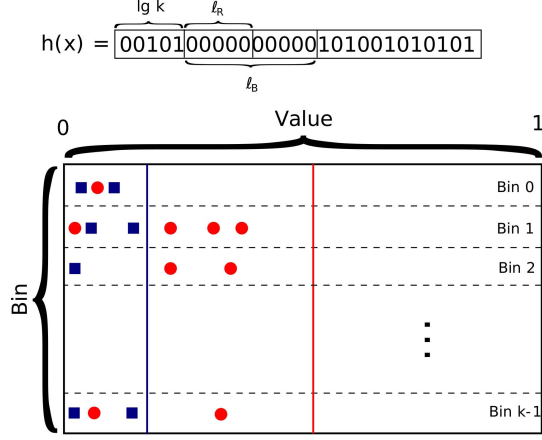 lg k ℓR
h(x) = 00101 00000 00000 101001010101
ℓB
Value
0 1
Bin
Bin 0
Bin 1
Bin 2
⋮
Bin k-1